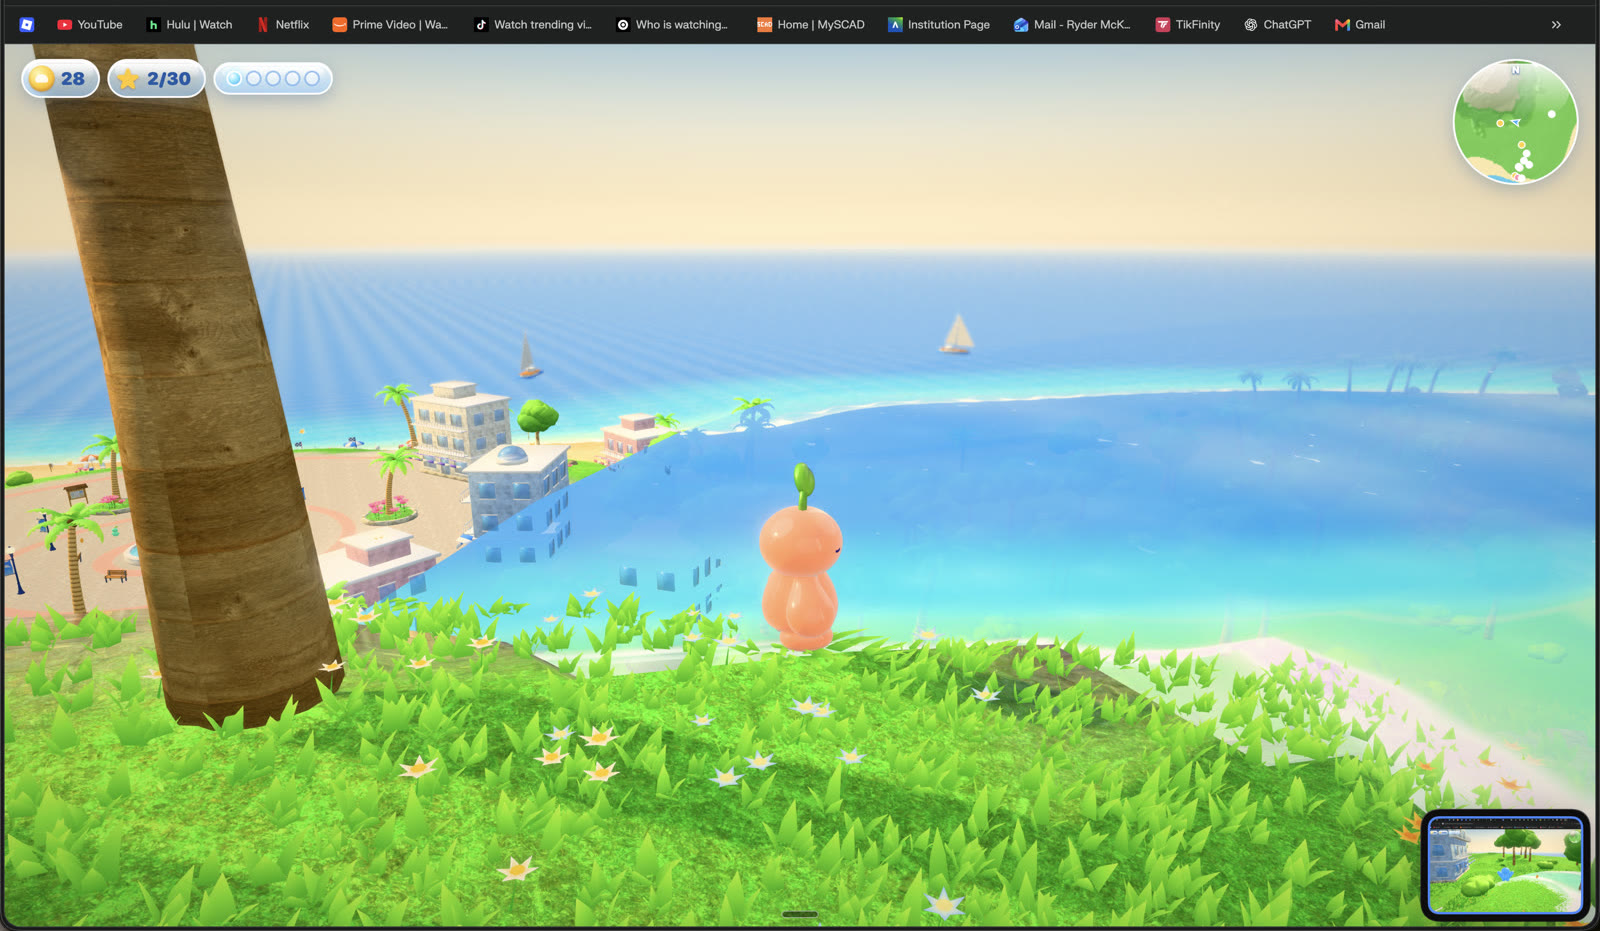 YouTube
h Hulu | Watch
Netflix
Prime Video | Wa...
Watch trending vi...
Who is watching...
SCAD Home | MySCAD
Institution Page
Mail - Ryder McK...
TikFinity
ChatGPT
Gmail
»
28
2/30
N